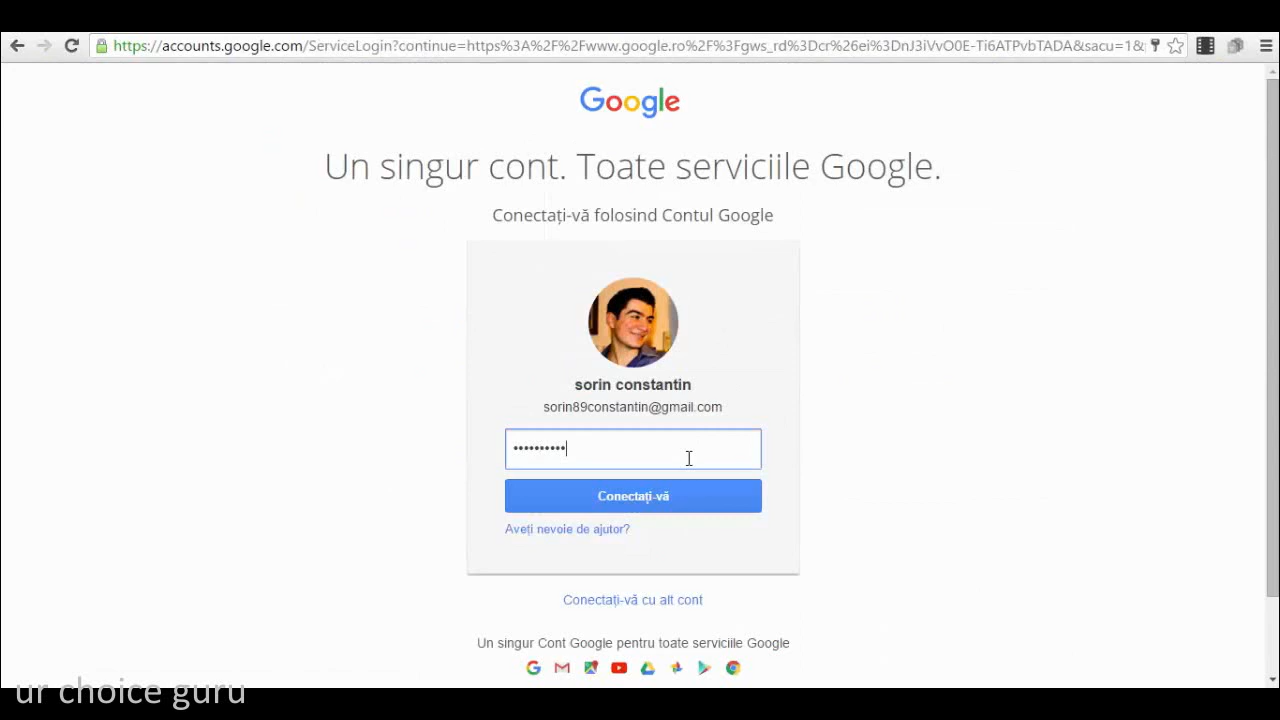 https://accounts.google.com/ServiceLogin?continue=https%3A%2F%2Fwww.google.ro%2F%3Fgws_rd%3Dcr%26ei%3DnJ3iVvO0E-Ti6ATPvbTADA&sacu=1&
Google
Un singur cont. Toate serviciile Google.
Conectați-vă folosind Contul Google
sorin constantin
sorin89constantin@gmail.com
••••••••••
Conectați-vă
Aveți nevoie de ajutor?
Conectați-vă cu alt cont
Un singur Cont Google pentru toate serviciile Google
ur choice guru